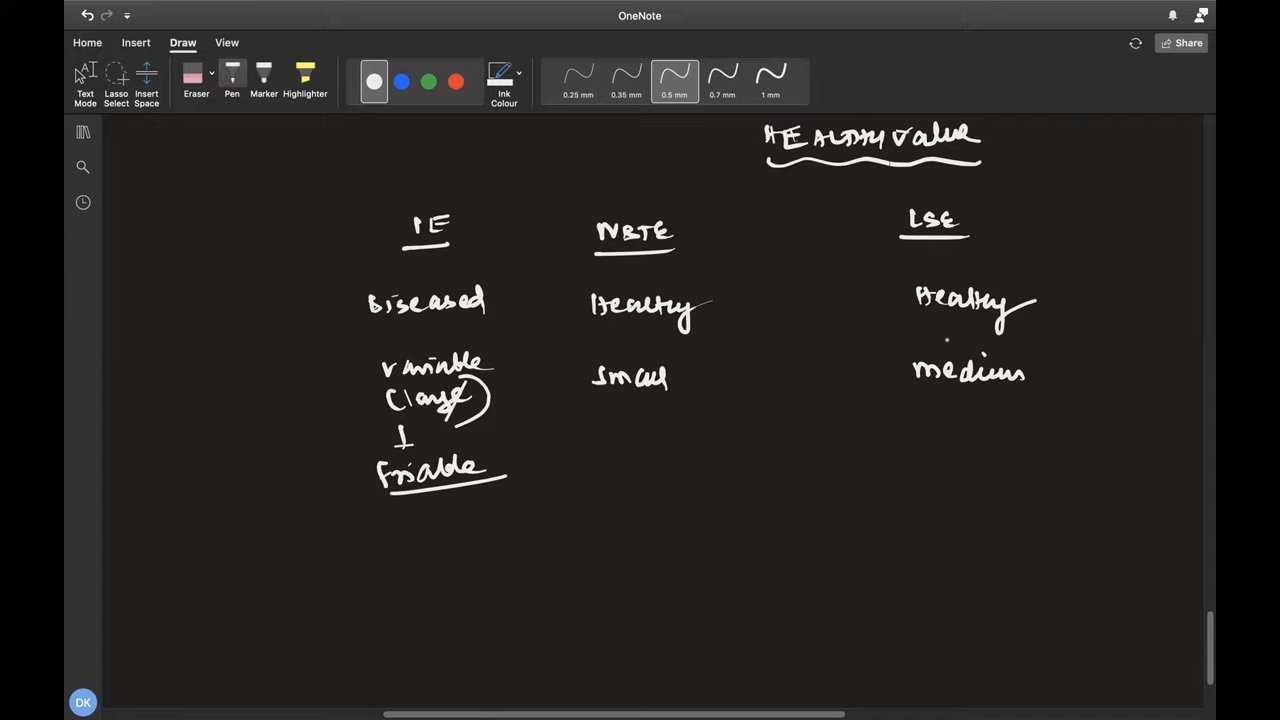 OneNote
Home Insert Draw View
Share
Text Mode
Lasso Select
Insert Space
Eraser
Pen
Marker
Highlighter
Ink Colour
0.25 mm
0.35 mm
0.5 mm
0.7 mm
1 mm
HEALTHY value
IE NBTE LSE
Diseased Healthy Healthy
variable small medium
(large)
Friable
DK